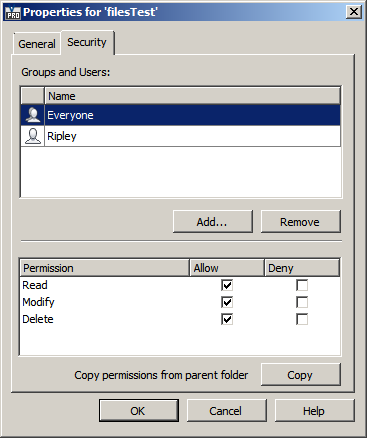 PRO Properties for 'filesTest'
General Security
Groups and Users:
Name
Everyone
Ripley
Add... Remove
Permission Allow Deny
Read
Modify
Delete
Copy permissions from parent folder Copy
OK Cancel Help